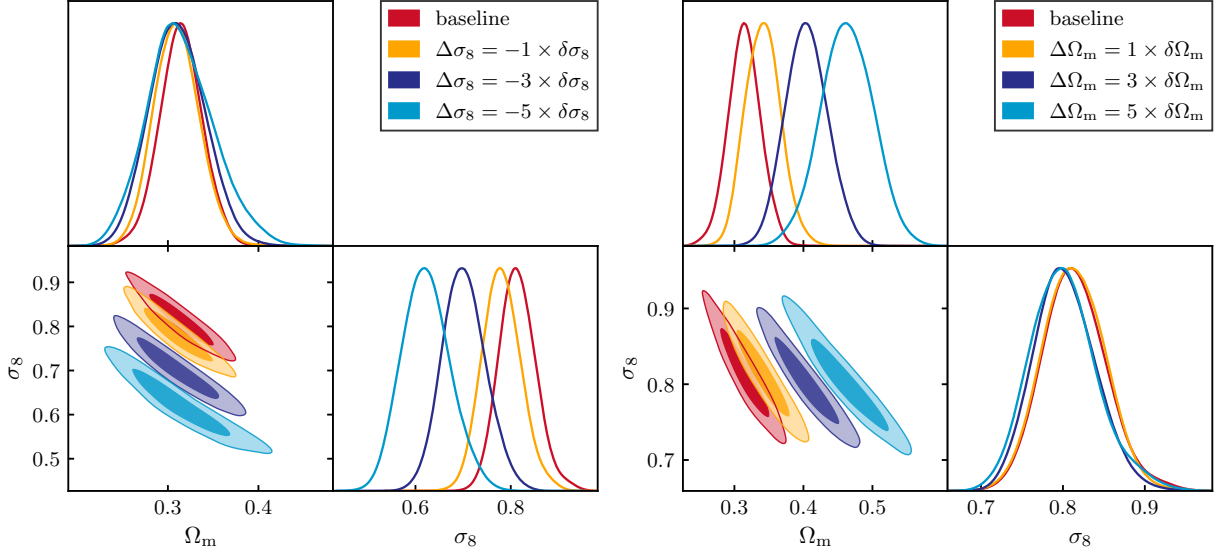 baseline
Δσ₈ = −1 × δσ₈
Δσ₈ = −3 × δσ₈
Δσ₈ = −5 × δσ₈
baseline
ΔΩₘ = 1 × δΩₘ
ΔΩₘ = 3 × δΩₘ
ΔΩₘ = 5 × δΩₘ
0.9
0.8
0.7
0.6
0.5
σ₈
0.3 0.4
Ωₘ
0.6 0.8
σ₈
0.9
0.8
0.7
σ₈
0.3 0.4 0.5
Ωₘ
0.7 0.8 0.9
σ₈